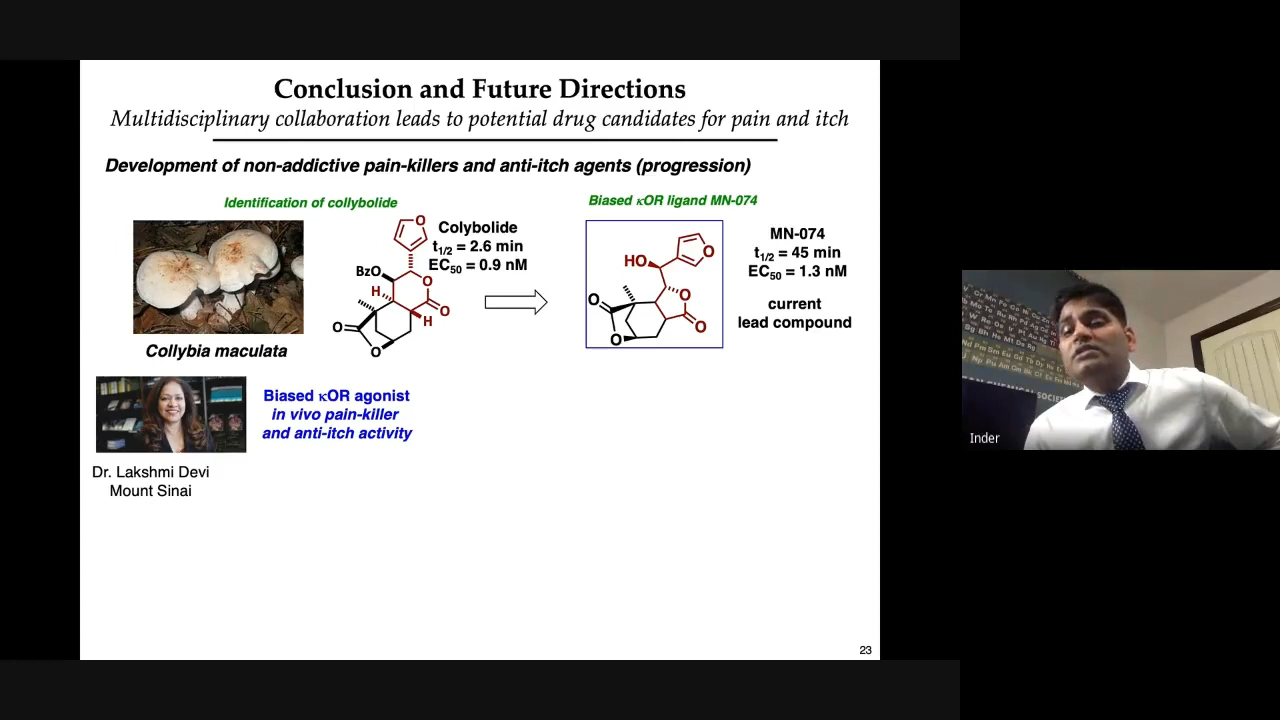 Conclusion and Future Directions
Multidisciplinary collaboration leads to potential drug candidates for pain and itch
Development of non-addictive pain-killers and anti-itch agents (progression)
Identification of collybolide
Biased κOR ligand MN-074
Colybolide
t1/2 = 2.6 min
EC50 = 0.9 nM
O
BzO
H
O
O
H
O
O
HO
O
O
O
O
O
MN-074
t1/2 = 45 min
EC50 = 1.3 nM
current
lead compound
Collybia maculata
Biased κOR agonist
in vivo pain-killer
and anti-itch activity
Dr. Lakshmi Devi
Mount Sinai
23
Inder